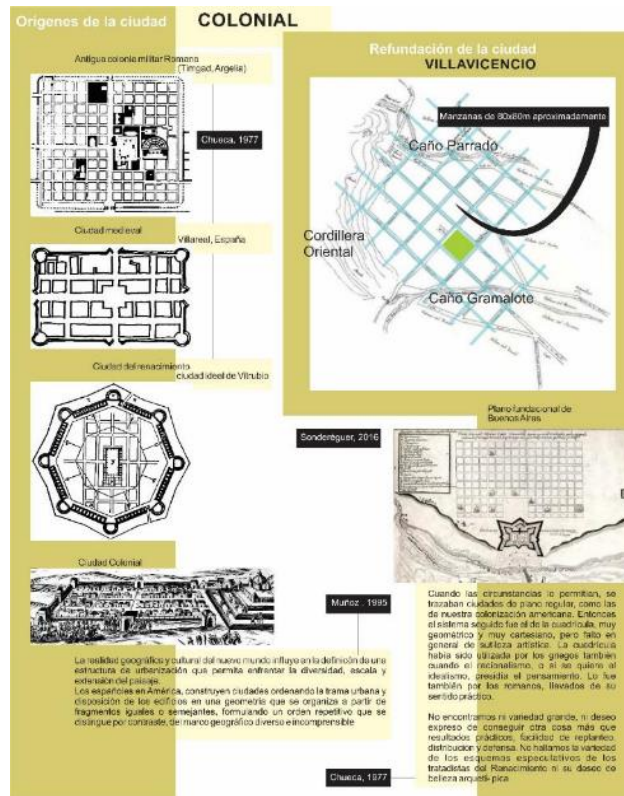 Orígenes de la ciudad
COLONIAL
Antigua colonia militar Romana
(Timgad, Argelia)
Chueca, 1977
Ciudad medieval
Villareal, España
Ciudad del renacimiento
ciudad ideal de Vitrubio
Ciudad Colonial
Muñoz , 1995
La realidad geográfica y cultural del nuevo mundo influye en la definición de una
estructura de urbanización que permita enfrentar la diversidad, escala y
extensión del paisaje.
Los españoles en América, construyen ciudades ordenando la trama urbana y
disposición de los edificios en una geometría que se organiza a partir de
fragmentos iguales o semejantes, formulando un orden repetitivo que se
distingue por contraste, del marco geográfico diverso e incomprensible
Refundación de la ciudad
VILLAVICENCIO
Manzanas de 80x80m aproximadamente
Caño Parrado
Cordillera
Oriental
Caño Gramalote
Plano fundacional de
Buenos Aires
Sonderéguer, 2016
Cuando las circunstancias lo permitían, se
trazaban ciudades de plano regular, como las
de nuestra colonización americana. Entonces
el sistema seguido fue el de la cuadrícula, muy
geométrico y muy cartesiano, pero falto en
general de sutileza artística. La cuadrícula
había sido utilizada por los griegos también
cuando el racionalismo, o si se quiere el
idealismo, presidía el pensamiento. Lo fue
también por los romanos, llevados de su
sentido práctico.
No encontramos ni variedad grande, ni deseo
expreso de conseguir otra cosa más que
resultados prácticos, facilidad de replanteo,
distribución y defensa. No hallamos la variedad
de los esquemas especulativos de los
tratadistas del Renacimiento ni su deseo de
belleza arquetí- pica
Chueca, 1977